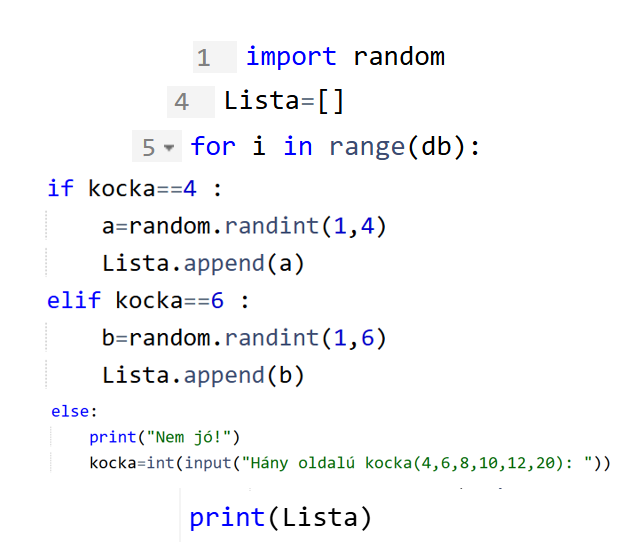 1 import random
4 Lista=[]
5 for i in range(db):
if kocka==4 :
a=random.randint(1,4)
Lista.append(a)
elif kocka==6 :
b=random.randint(1,6)
Lista.append(b)
else:
print("Nem jó!")
kocka=int(input("Hány oldalú kocka(4,6,8,10,12,20): "))
print(Lista)